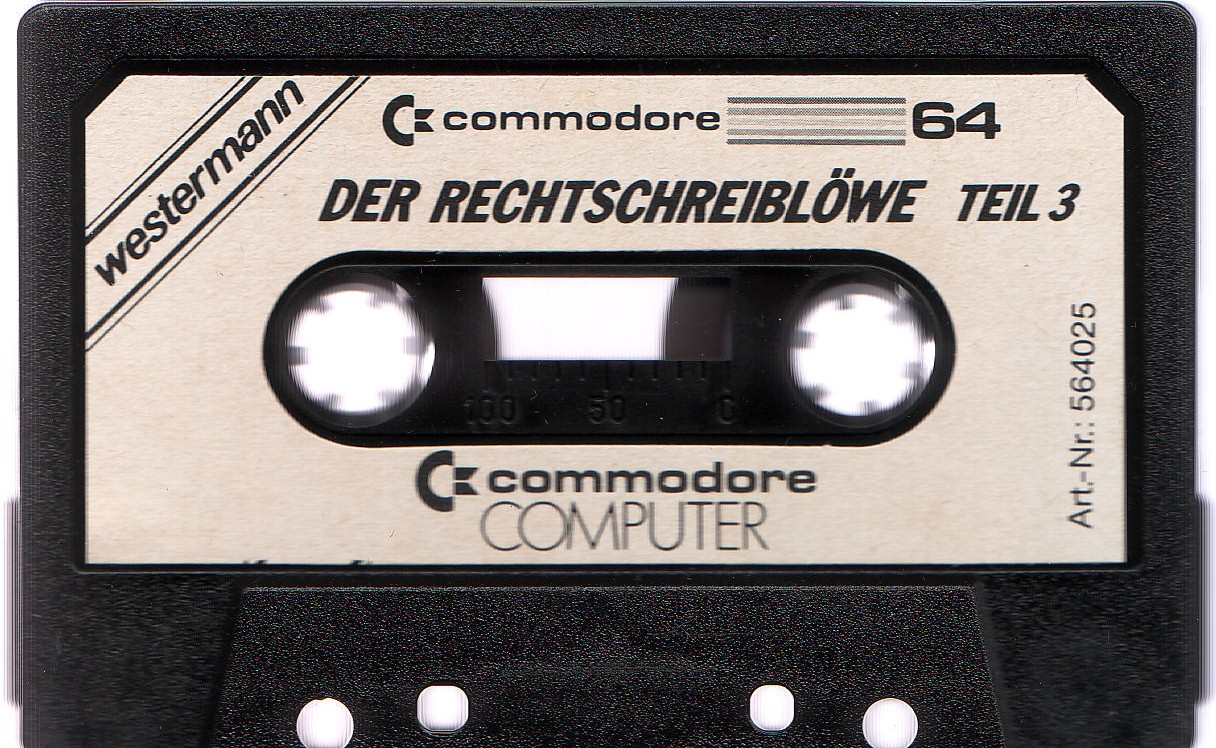 westermann
commodore 64
DER RECHTSCHREIBLÖWE TEIL 3
100 50 0
Art.-Nr.: 564025
commodore
COMPUTER